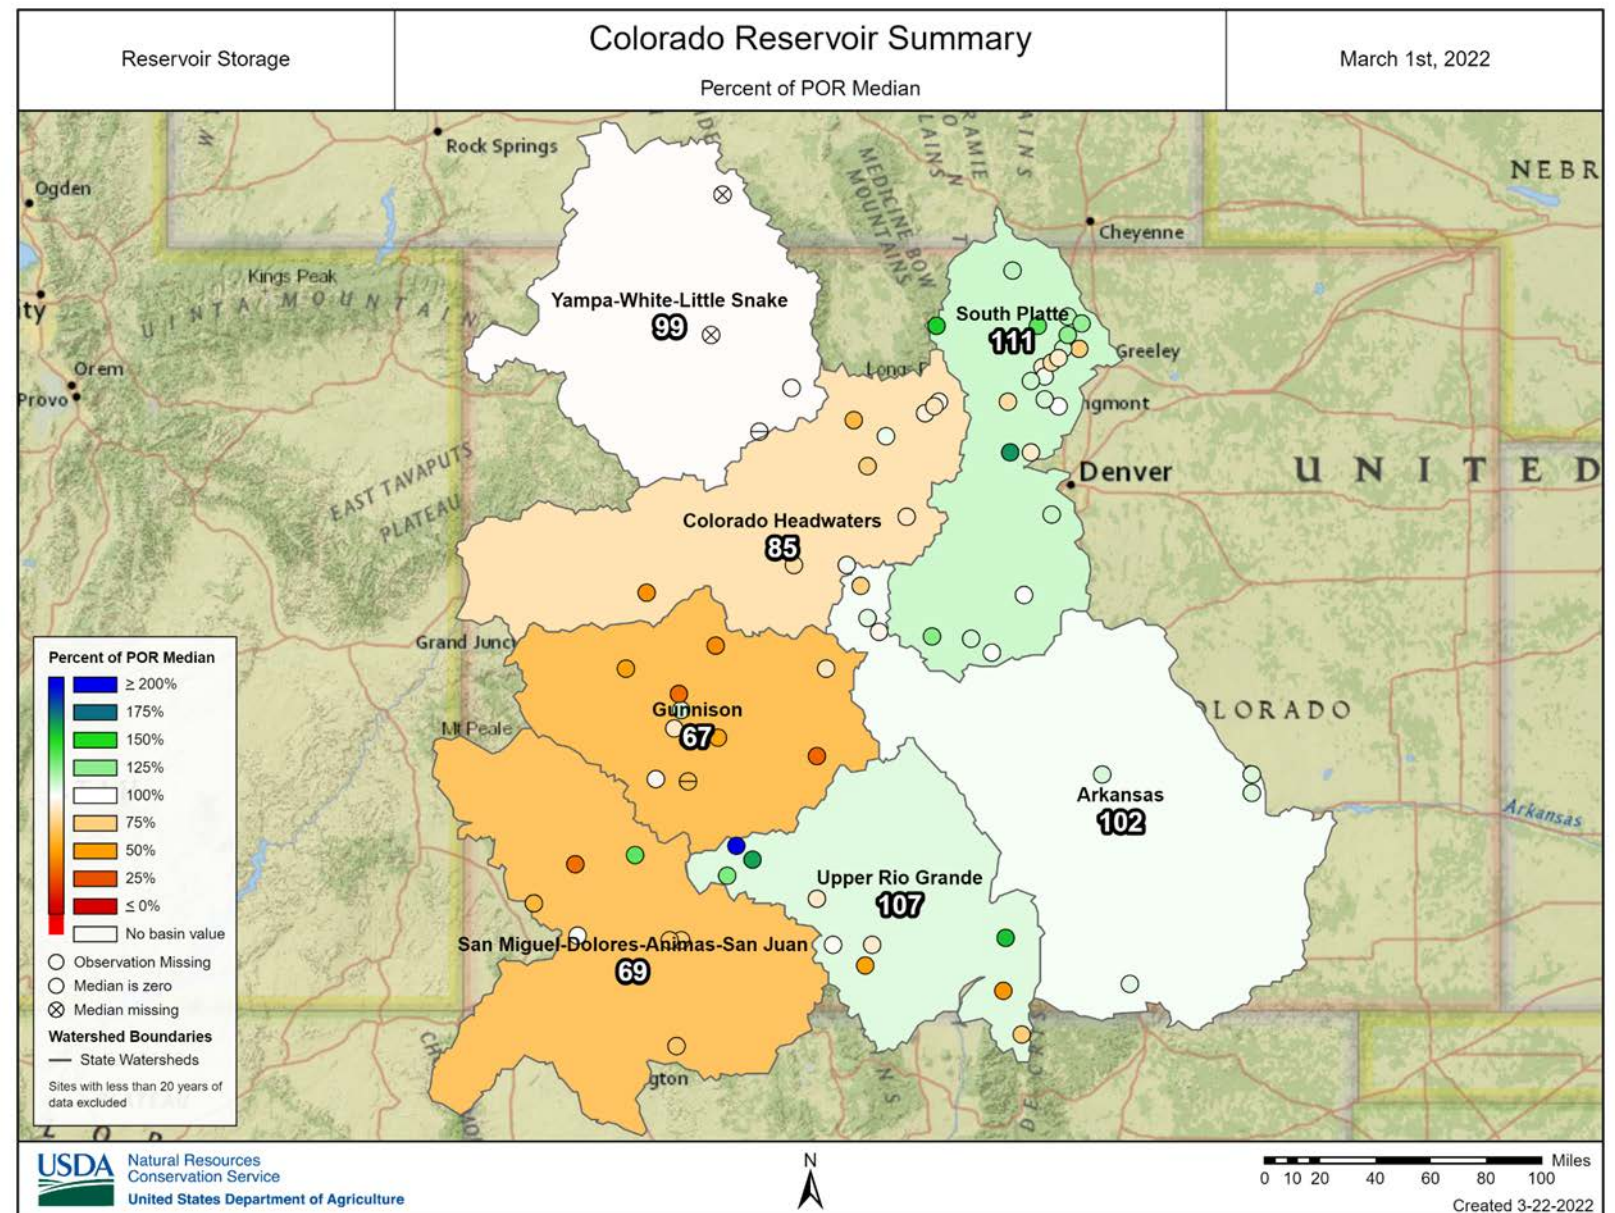 Reservoir Storage
Colorado Reservoir Summary
Percent of POR Median
March 1st, 2022
Rock Springs
Ogden
NEBR
MEDICINE BOW
MOUNTAINS
Cheyenne
Kings Peak
UINTA MOUNTAIN
Yampa-White-Little Snake
99
South Platte
111
Greeley
Orem
Provo
ngmont
EAST TAVAPUTS
PLATEAU
Denver
UNITED
Colorado Headwaters
85
Grand Junc
Gunnison
67
Mt Peale
OLORADO
Arkansas
102
Arkansas
Upper Rio Grande
107
San Miguel-Dolores-Animas-San Juan
69
gton
Percent of POR Median
≥ 200%
175%
150%
125%
100%
75%
50%
25%
≤ 0%
No basin value
Observation Missing
Median is zero
Median missing
Watershed Boundaries
State Watersheds
Sites with less than 20 years of
data excluded
USDA
Natural Resources
Conservation Service
United States Department of Agriculture
N
Miles
0 10 20 40 60 80 100
Created 3-22-2022